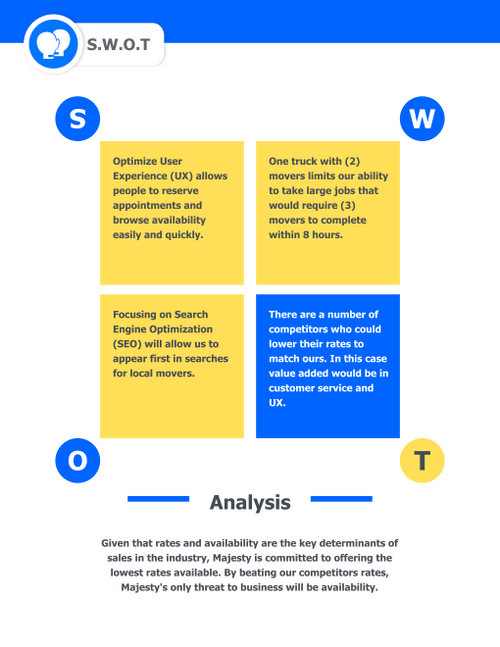 S.W.O.T
S
W
Optimize User
Experience (UX) allows
people to reserve
appointments and
browse availability
easily and quickly.
One truck with (2)
movers limits our ability
to take large jobs that
would require (3)
movers to complete
within 8 hours.
Focusing on Search
Engine Optimization
(SEO) will allow us to
appear first in searches
for local movers.
There are a number of
competitors who could
lower their rates to
match ours. In this case
value added would be in
customer service and
UX.
O
T
Analysis
Given that rates and availability are the key determinants of
sales in the industry, Majesty is committed to offering the
lowest rates available. By beating our competitors rates,
Majesty's only threat to business will be availability.